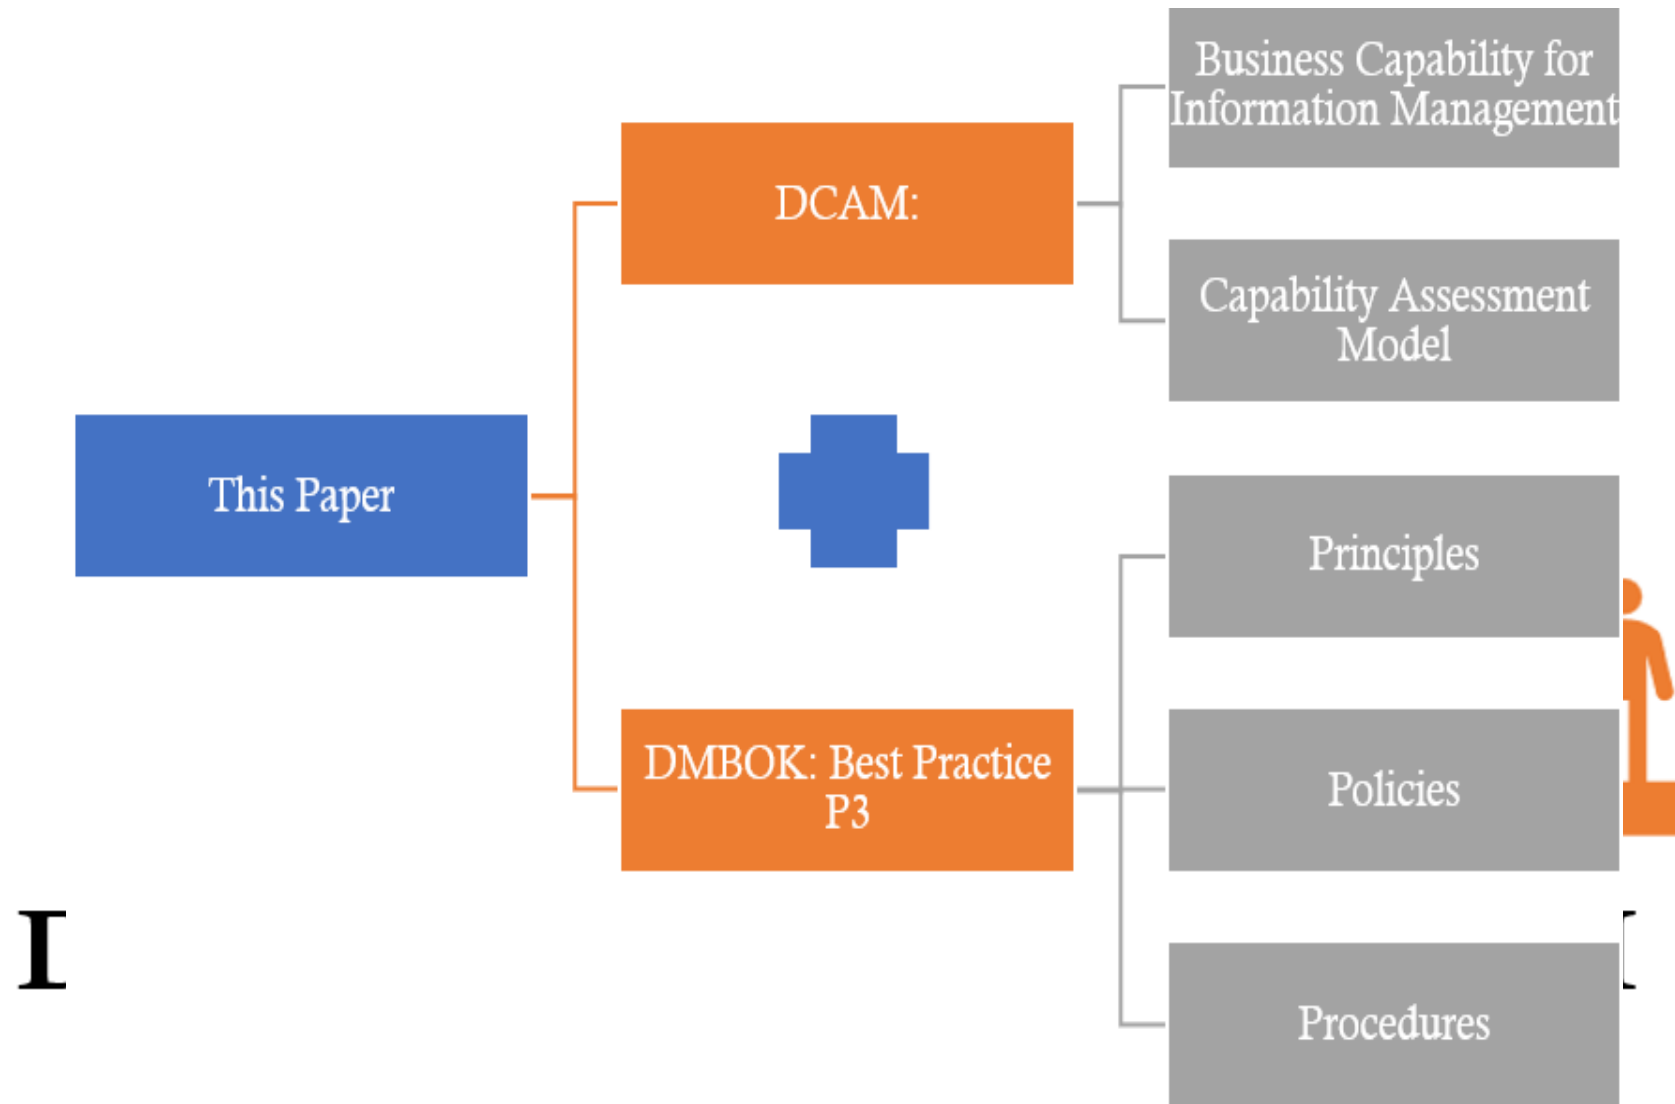 Business Capability for
Information Management
DCAM:
Capability Assessment
Model
This Paper
Principles
DMBOK: Best Practice
P3
Policies
Procedures